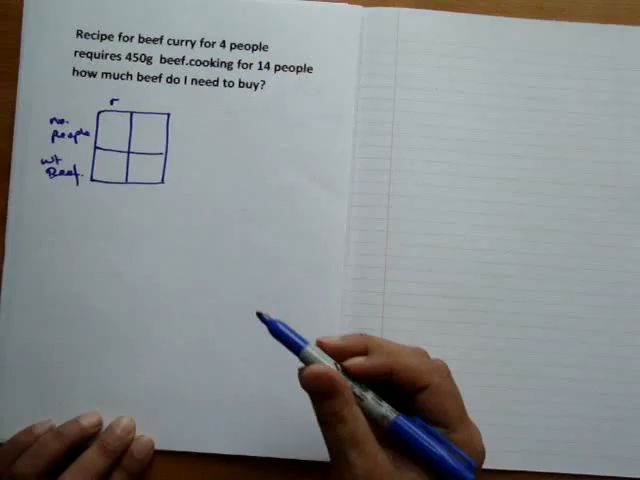 Recipe for beef curry for 4 people
requires 450g beef.cooking for 14 people
how much beef do I need to buy?
r
no.
people
wt
Beef.